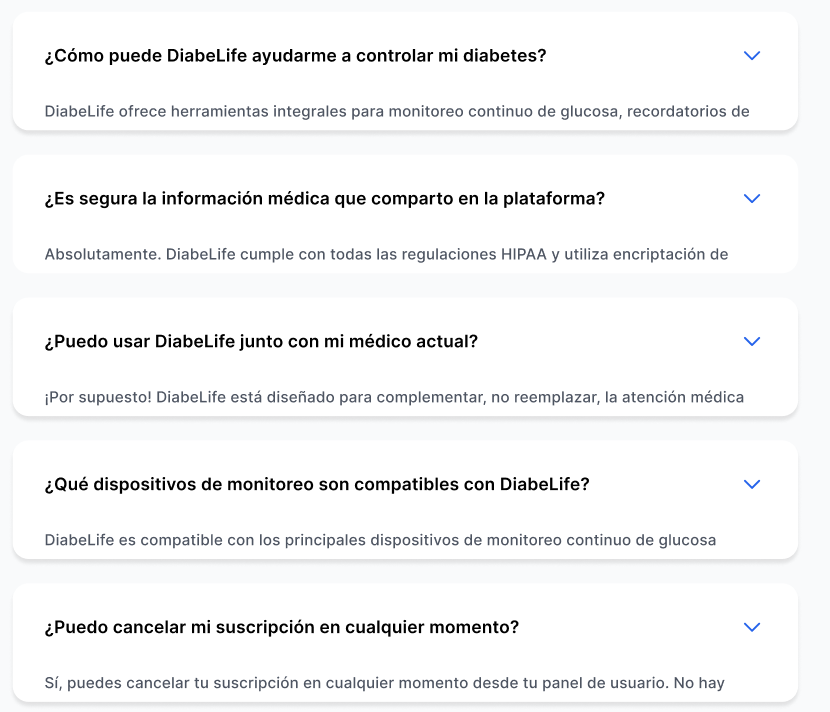 ¿Cómo puede DiabeLife ayudarme a controlar mi diabetes?
DiabeLife ofrece herramientas integrales para monitoreo continuo de glucosa, recordatorios de
¿Es segura la información médica que comparto en la plataforma?
Absolutamente. DiabeLife cumple con todas las regulaciones HIPAA y utiliza encriptación de
¿Puedo usar DiabeLife junto con mi médico actual?
¡Por supuesto! DiabeLife está diseñado para complementar, no reemplazar, la atención médica
¿Qué dispositivos de monitoreo son compatibles con DiabeLife?
DiabeLife es compatible con los principales dispositivos de monitoreo continuo de glucosa
¿Puedo cancelar mi suscripción en cualquier momento?
Sí, puedes cancelar tu suscripción en cualquier momento desde tu panel de usuario. No hay